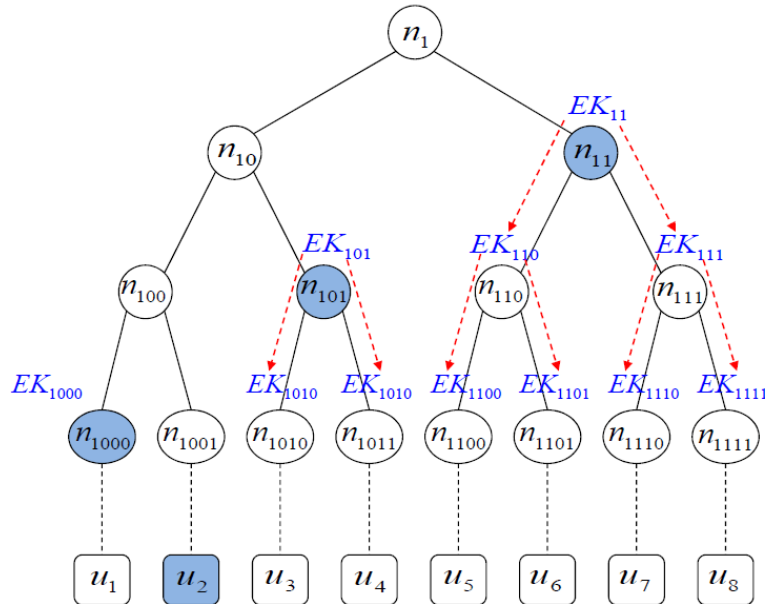 n₁
EK₁₁
n₁₀ n₁₁
EK₁₀₁ EK₁₁₀ EK₁₁₁
n₁₀₀ n₁₀₁ n₁₁₀ n₁₁₁
EK₁₀₀₀ EK₁₀₁₀ EK₁₀₁₀ EK₁₁₀₀ EK₁₁₀₁ EK₁₁₁₀ EK₁₁₁₁
n₁₀₀₀ n₁₀₀₁ n₁₀₁₀ n₁₀₁₁ n₁₁₀₀ n₁₁₀₁ n₁₁₁₀ n₁₁₁₁
u₁ u₂ u₃ u₄ u₅ u₆ u₇ u₈